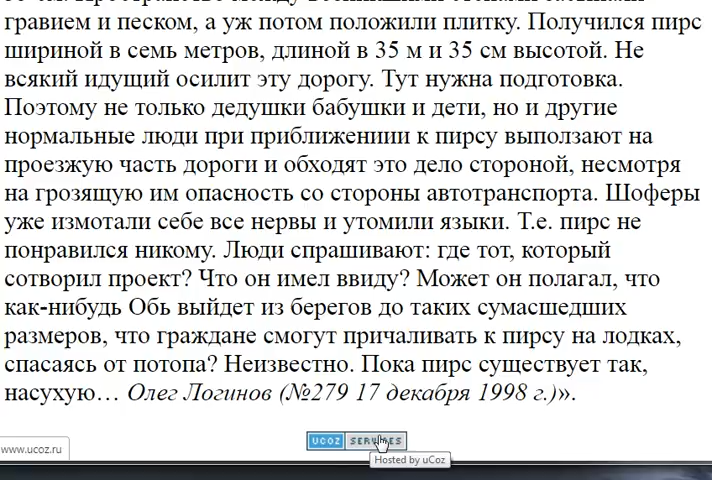 гравием и песком, а уж потом положили плитку. Получился пирс
шириной в семь метров, длиной в 35 м и 35 см высотой. Не
всякий идущий осилит эту дорогу. Тут нужна подготовка.
Поэтому не только дедушки бабушки и дети, но и другие
нормальные люди при приближениии к пирсу выползают на
проезжую часть дороги и обходят это дело стороной, несмотря
на грозящую им опасность со стороны автотранспорта. Шоферы
уже измотали себе все нервы и утомили языки. Т.е. пирс не
понравился никому. Люди спрашивают: где тот, который
сотворил проект? Что он имел ввиду? Может он полагал, что
как-нибудь Обь выйдет из берегов до таких сумасшедших
размеров, что граждане смогут причаливать к пирсу на лодках,
спасаясь от потопа? Неизвестно. Пока пирс существует так,
насухую… Олег Логинов (№279 17 декабря 1998 г.)».
UCOZ SERVICES
www.ucoz.ru
Hosted by uCoz